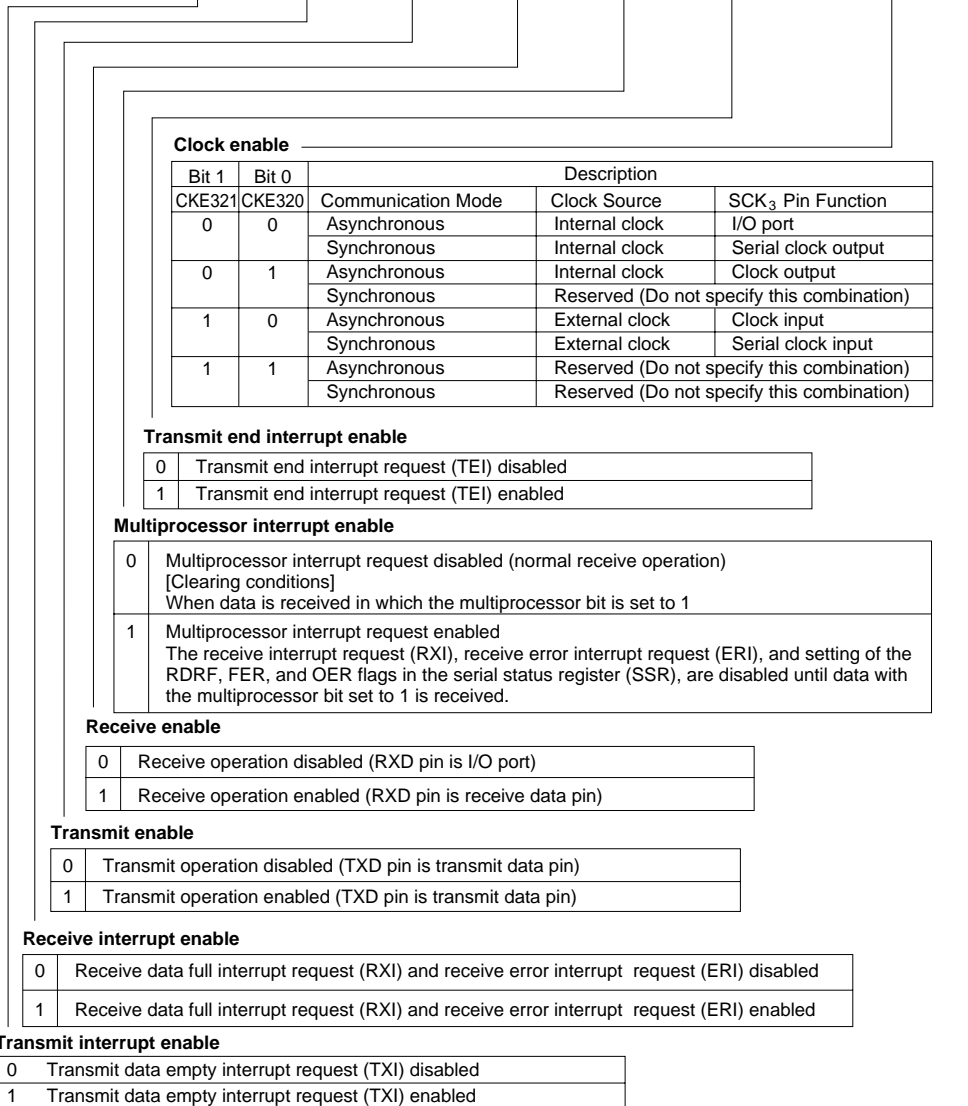 Clock enable
Bit 1 Bit 0 Description
CKE321 CKE320 Communication Mode Clock Source SCK3 Pin Function
0 0 Asynchronous Internal clock I/O port
Synchronous Internal clock Serial clock output
0 1 Asynchronous Internal clock Clock output
Synchronous Reserved (Do not specify this combination)
1 0 Asynchronous External clock Clock input
Synchronous External clock Serial clock input
1 1 Asynchronous Reserved (Do not specify this combination)
Synchronous Reserved (Do not specify this combination)
Transmit end interrupt enable
0 Transmit end interrupt request (TEI) disabled
1 Transmit end interrupt request (TEI) enabled
Multiprocessor interrupt enable
0 Multiprocessor interrupt request disabled (normal receive operation)
[Clearing conditions]
When data is received in which the multiprocessor bit is set to 1
1 Multiprocessor interrupt request enabled
The receive interrupt request (RXI), receive error interrupt request (ERI), and setting of the
RDRF, FER, and OER flags in the serial status register (SSR), are disabled until data with
the multiprocessor bit set to 1 is received.
Receive enable
0 Receive operation disabled (RXD pin is I/O port)
1 Receive operation enabled (RXD pin is receive data pin)
Transmit enable
0 Transmit operation disabled (TXD pin is transmit data pin)
1 Transmit operation enabled (TXD pin is transmit data pin)
Receive interrupt enable
0 Receive data full interrupt request (RXI) and receive error interrupt request (ERI) disabled
1 Receive data full interrupt request (RXI) and receive error interrupt request (ERI) enabled
Transmit interrupt enable
0 Transmit data empty interrupt request (TXI) disabled
1 Transmit data empty interrupt request (TXI) enabled